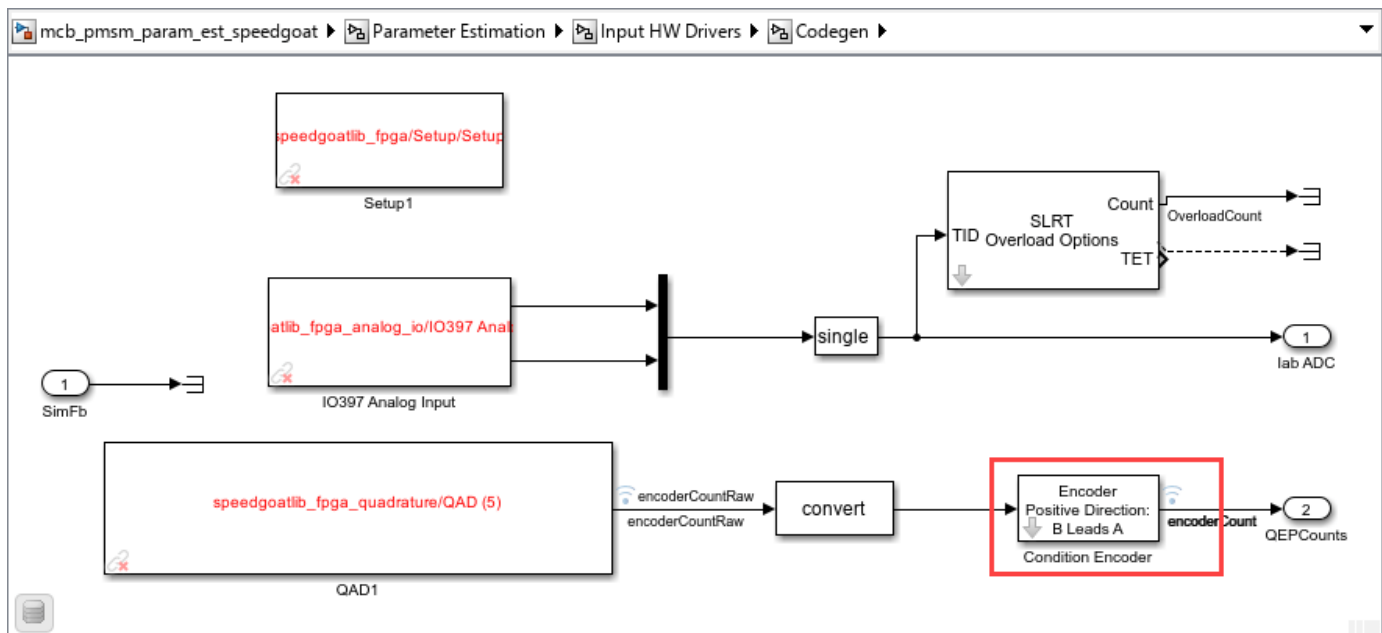 mcb_pmsm_param_est_speedgoat Parameter Estimation Input HW Drivers Codegen
speedgoatlib_fpga/Setup/Setup
Setup1
Count
OverloadCount
SLRT
Overload Options
TID
TET
atlib_fpga_analog_io/IO397 Anal
IO397 Analog Input
single
1
Iab ADC
1
SimFb
speedgoatlib_fpga_quadrature/QAD (5)
QAD1
encoderCountRaw
encoderCountRaw
convert
Encoder
Positive Direction:
B Leads A
Condition Encoder
encoderCount
2
QEPCounts